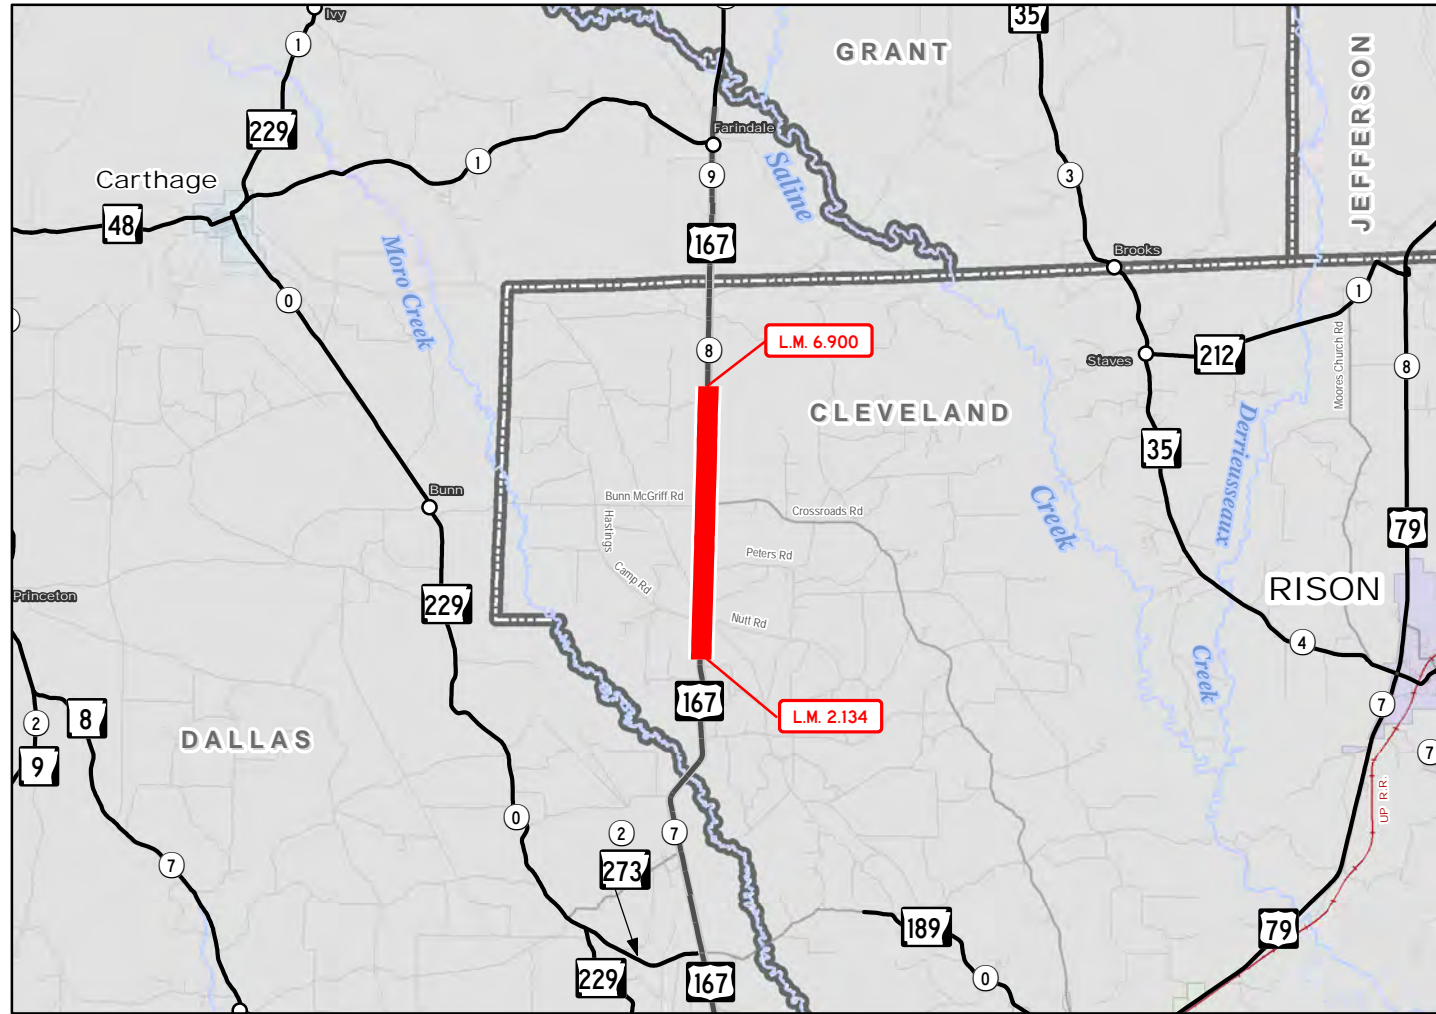 Ivy
35
GRANT
JEFFERSON
1
229
Farindale
1
9
3
Saline
Carthage
48
167
Moro Creek
Brooks
0
1
8
L.M. 6.900
Staves
212
Moores Church Rd
8
CLEVELAND
Derrieusseaux
35
Bunn
Bunn McGriff Rd
Crossroads Rd
Creek
Hastings
79
Peters Rd
Camp Rd
Princeton
229
RISON
Nutt Rd
4
Creek
167
L.M. 2.134
8
2
7
DALLAS
9
7
UP R.R.
0
2
7
7
273
189
79
229
167
0